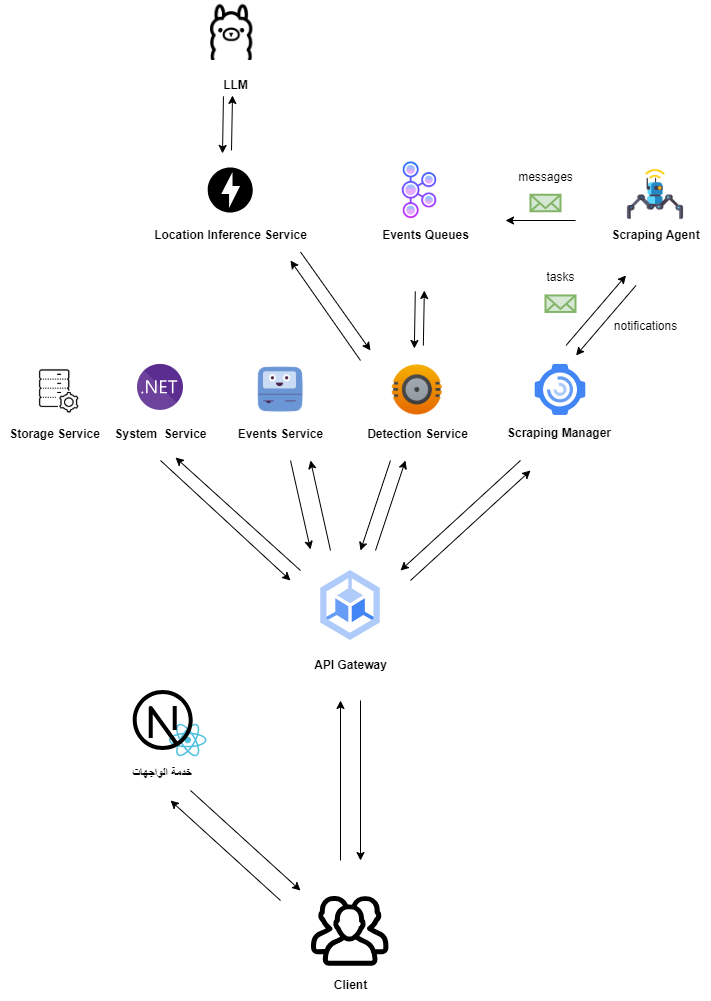 LLM
messages
Location Inference Service
Events Queues
Scraping Agent
tasks
notifications
.NET
Storage Service
System Service
Events Service
Detection Service
Scraping Manager
API Gateway
خدمة الواجهات
Client